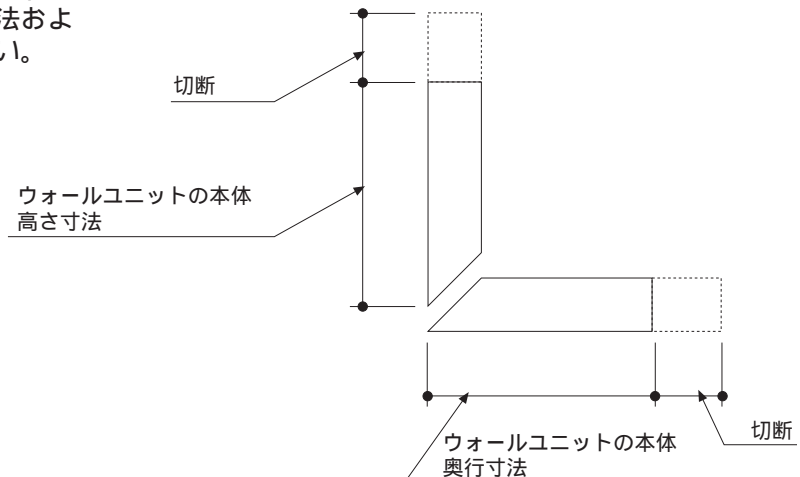 法およ
い。
切断
ウォールユニットの本体
高さ寸法
ウォールユニットの本体
奥行寸法
切断